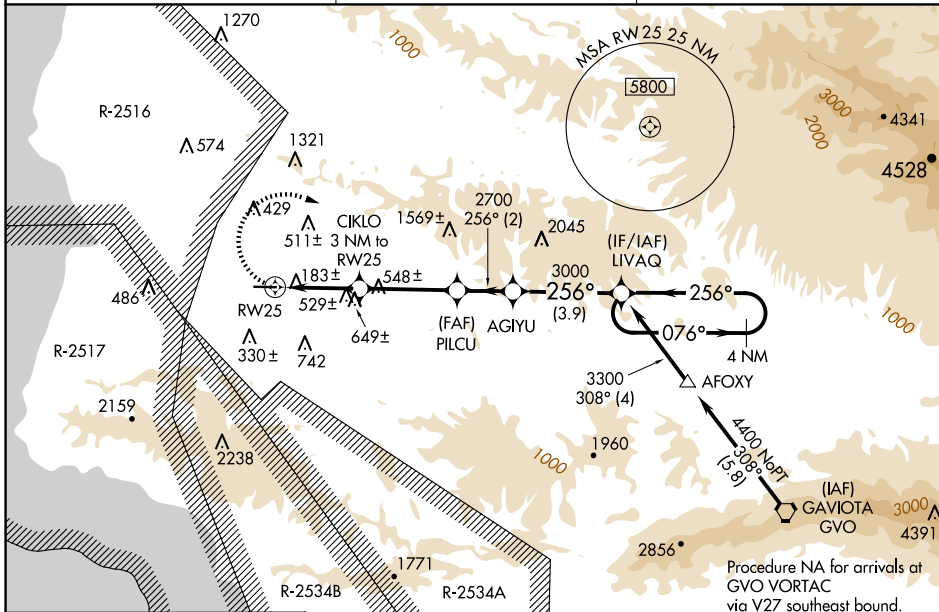 1270
1000
MSA RW25 25 NM
5800
R-2516
574
1321
3000
2000
4341
4528
429
511±
CIKLO
3 NM to
RW25
1569±
2700
256° (2)
2045
(IF/IAF)
LIVAQ
183±
548±
3000
256°
(3.9)
256°
486
RW25
529±
649±
(FAF)
PILCU
AGIYU
076°
4 NM
1000
R-2517
330±
742
3300
308° (4)
AFOXY
2159
2238
1000
1960
4400 NoPT
308°
(5.8)
(IAF)
GAVIOTA
GVO
3000
4391
2856
1771
R-2534B
R-2534A
Procedure NA for arrivals at
GVO VORTAC
via V27 southeast bound.